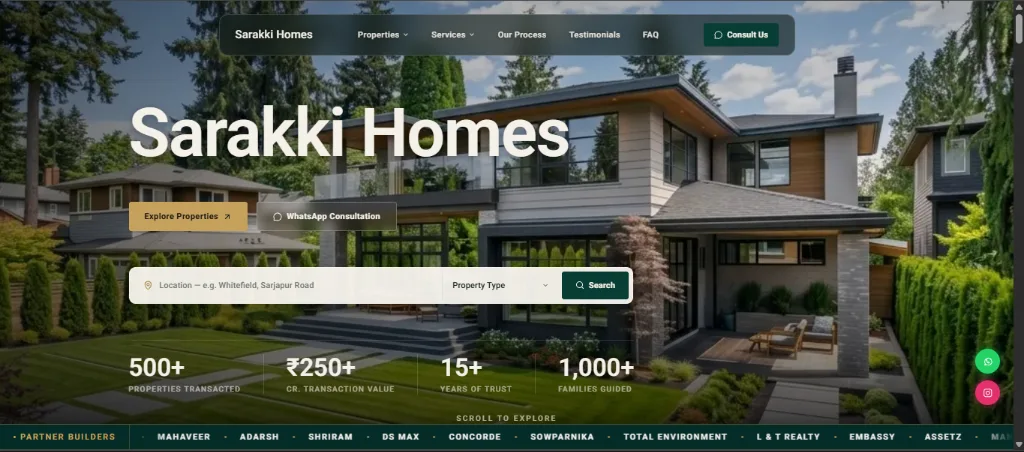 Sarakki Homes
Properties
Services
Our Process
Testimonials
FAQ
Consult Us
Sarakki Homes
Explore Properties
WhatsApp Consultation
Location — e.g. Whitefield, Sarjapur Road
Property Type
Search
500+
PROPERTIES TRANSACTED
₹250+
CR. TRANSACTION VALUE
15+
YEARS OF TRUST
1,000+
FAMILIES GUIDED
SCROLL TO EXPLORE
• PARTNER BUILDERS
MAHAVEER • ADARSH • SHRIRAM • DS MAX • CONCORDE • SOWPARNIKA • TOTAL ENVIRONMENT • L & T REALTY • EMBASSY • ASSETZ